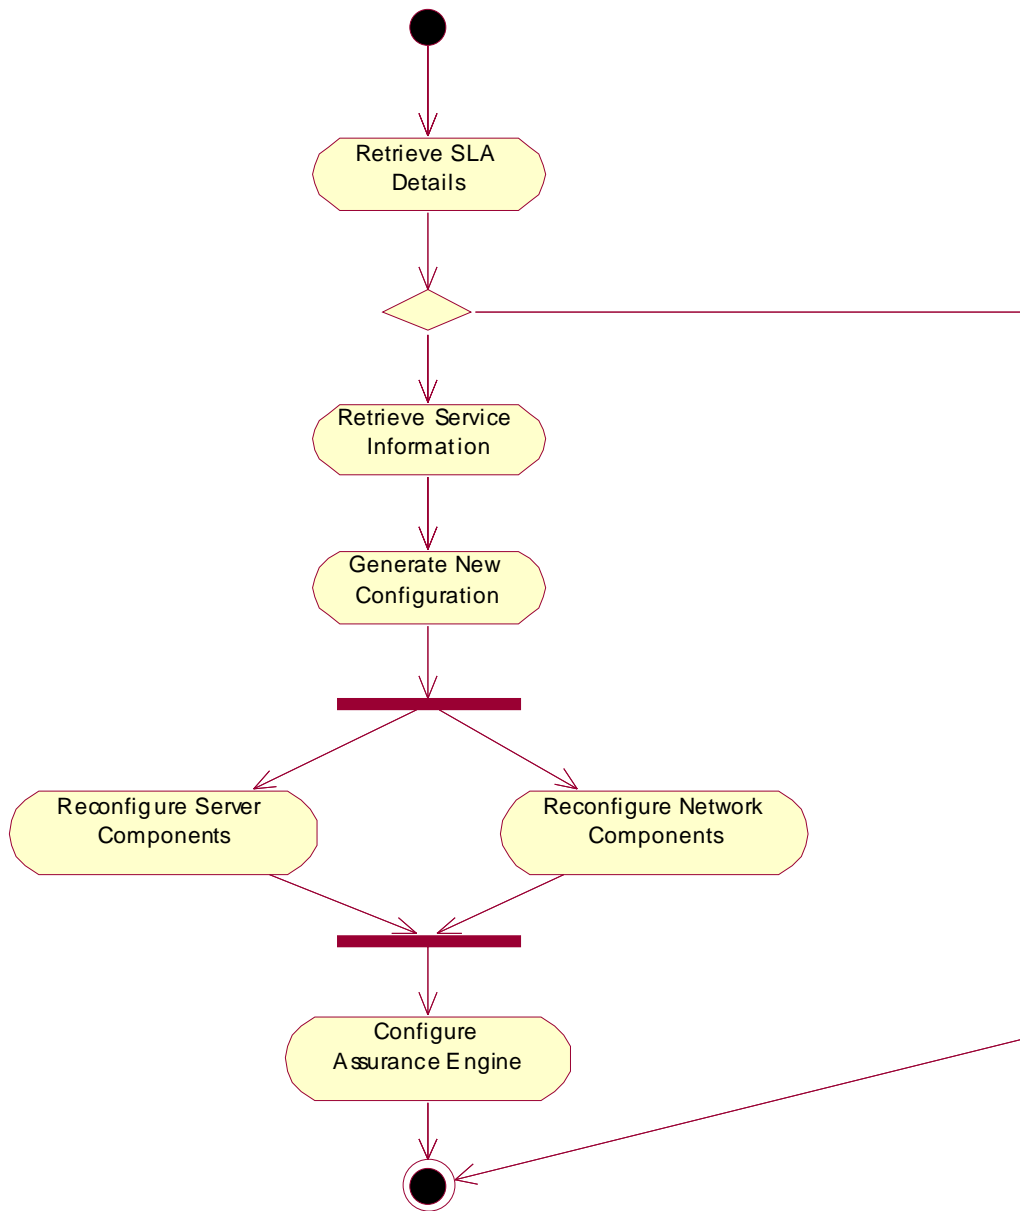 Retrieve SLA
Details
Retrieve Service
Information
Generate New
Configuration
Reconfigure Server
Components
Reconfigure Network
Components
Configure
Assurance Engine